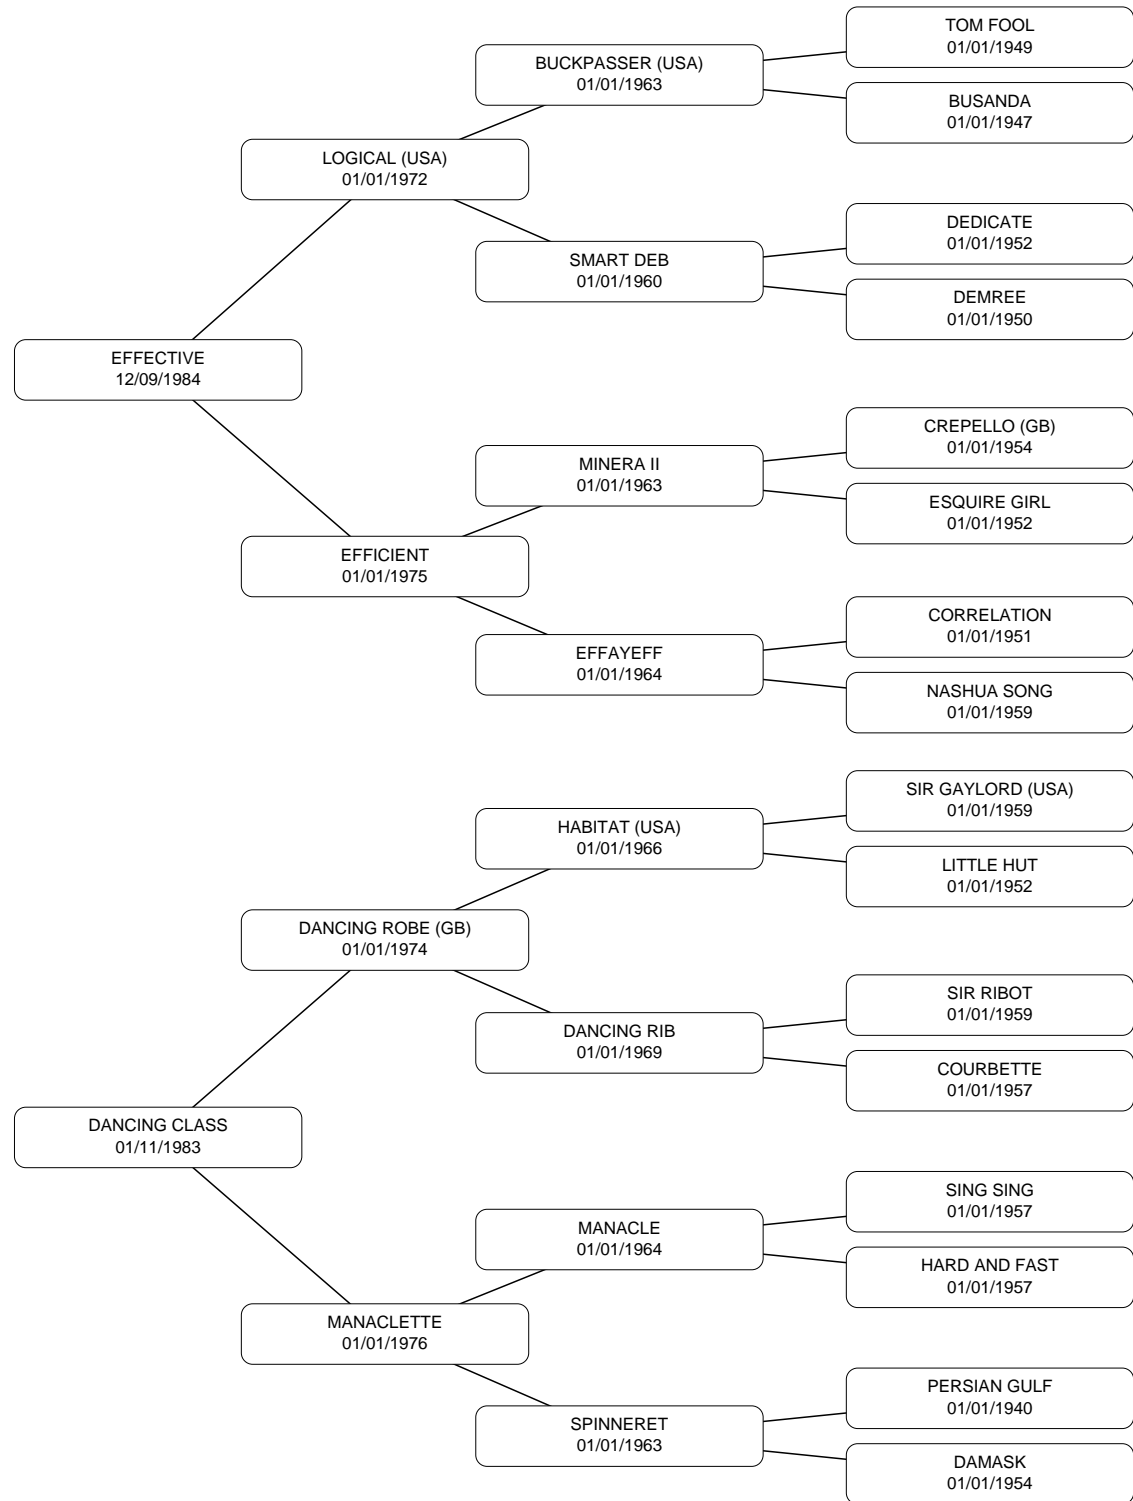 TOM FOOL
01/01/1949
BUCKPASSER (USA)
01/01/1963
BUSANDA
01/01/1947
LOGICAL (USA)
01/01/1972
DEDICATE
01/01/1952
SMART DEB
01/01/1960
DEMREE
01/01/1950
EFFECTIVE
12/09/1984
CREPELLO (GB)
01/01/1954
MINERA II
01/01/1963
ESQUIRE GIRL
01/01/1952
EFFICIENT
01/01/1975
CORRELATION
01/01/1951
EFFAYEFF
01/01/1964
NASHUA SONG
01/01/1959
SIR GAYLORD (USA)
01/01/1959
HABITAT (USA)
01/01/1966
LITTLE HUT
01/01/1952
DANCING ROBE (GB)
01/01/1974
SIR RIBOT
01/01/1959
DANCING RIB
01/01/1969
COURBETTE
01/01/1957
DANCING CLASS
01/11/1983
SING SING
01/01/1957
MANACLE
01/01/1964
HARD AND FAST
01/01/1957
MANACLETTE
01/01/1976
PERSIAN GULF
01/01/1940
SPINNERET
01/01/1963
DAMASK
01/01/1954